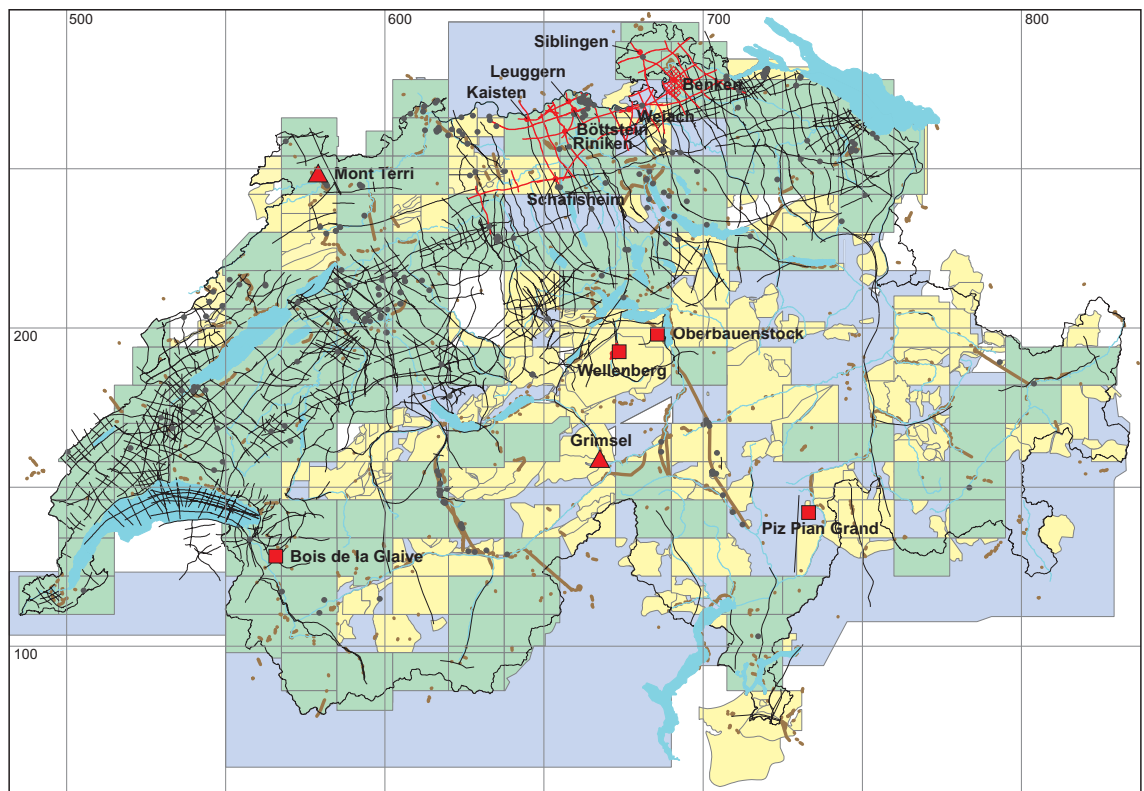 500
600
700
800
Siblingen
Leuggern
Benken
Kaisten
Weiach
Böttstein
Riniken
Mont Terri
Schafisheim
200
Oberbauenstock
Wellenberg
Grimsel
Piz Pian Grand
Bois de la Glaive
100